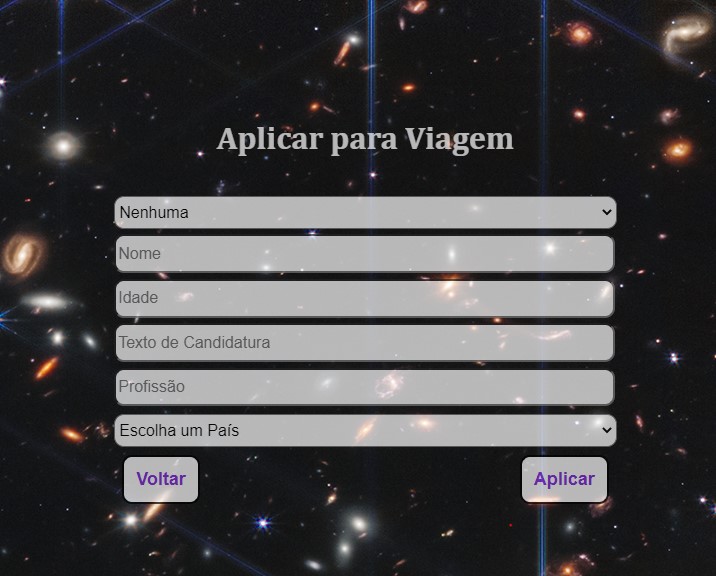 Aplicar para Viagem
Nenhuma
Nome
Idade
Texto de Candidatura
Profissão
Escolha um País
Voltar Aplicar